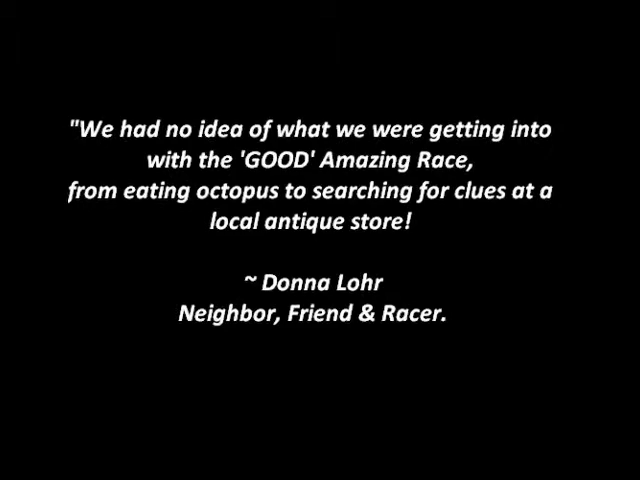 "We had no idea of what we were getting into
with the 'GOOD' Amazing Race,
from eating octopus to searching for clues at a
local antique store!
~ Donna Lohr
Neighbor, Friend & Racer.